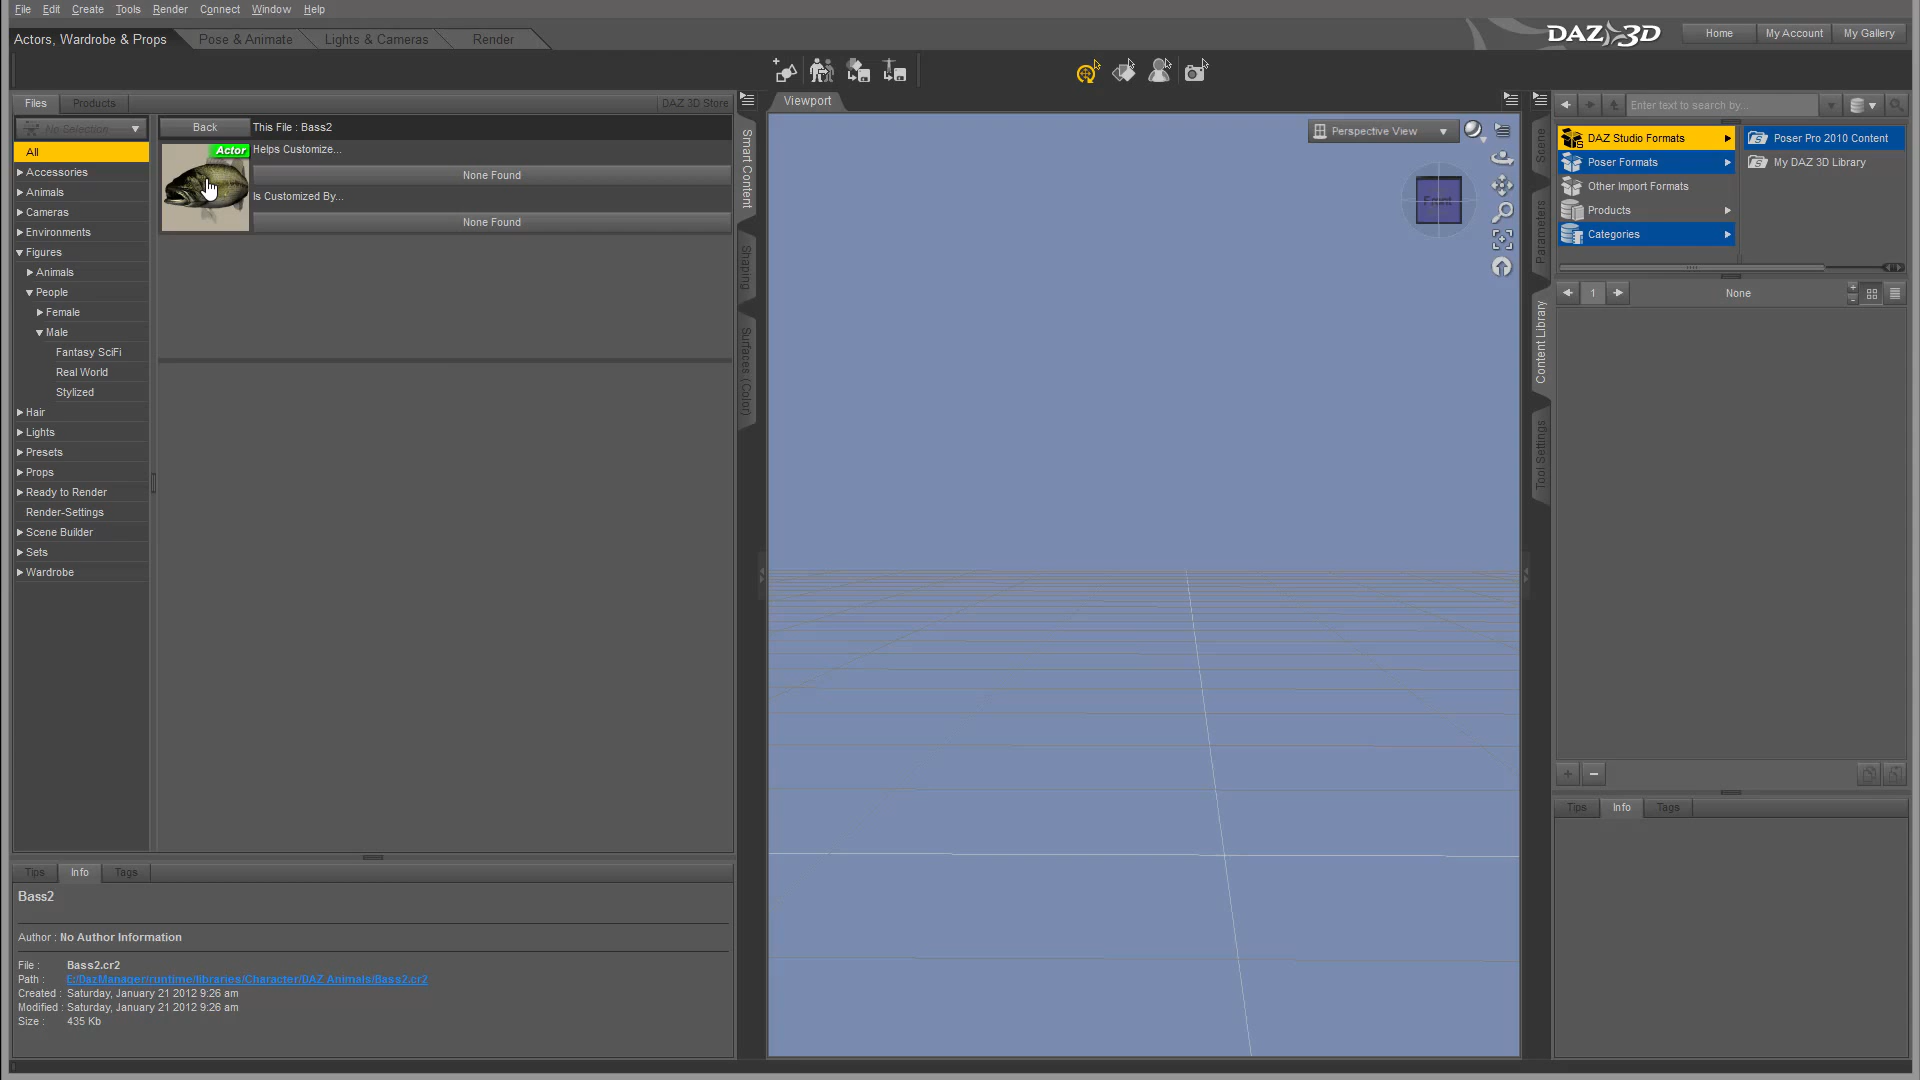 File Edit Create Tools Render Connect Window Help
Actors, Wardrobe & Props Pose & Animate Lights & Cameras Render
DAZ 3D Home My Account My Gallery
Files Products DAZ 3D Store
Viewport
Enter text to search by...
No Selection
Back This File : Bass2
All
Actor
Helps Customize...
None Found
Is Customized By...
None Found
Accessories
Animals
Cameras
Environments
Figures
Animals
People
Female
Male
Fantasy SciFi
Real World
Stylized
Hair
Lights
Presets
Props
Ready to Render
Render-Settings
Scene Builder
Sets
Wardrobe
Smart Content
Shaping
Surfaces (Color)
Perspective View
Front
Scene
Parameters
Content Library
Tool Settings
DAZ Studio Formats
Poser Formats
Other Import Formats
Products
Categories
Poser Pro 2010 Content
My DAZ 3D Library
1
None
Tips Info Tags
Tips Info Tags
Bass2
Author : No Author Information
File : Bass2.cr2
Path : E:/DazManager/runtime/libraries/Character/DAZ Animals/Bass2.cr2
Created : Saturday, January 21 2012 9:26 am
Modified : Saturday, January 21 2012 9:26 am
Size : 435 Kb